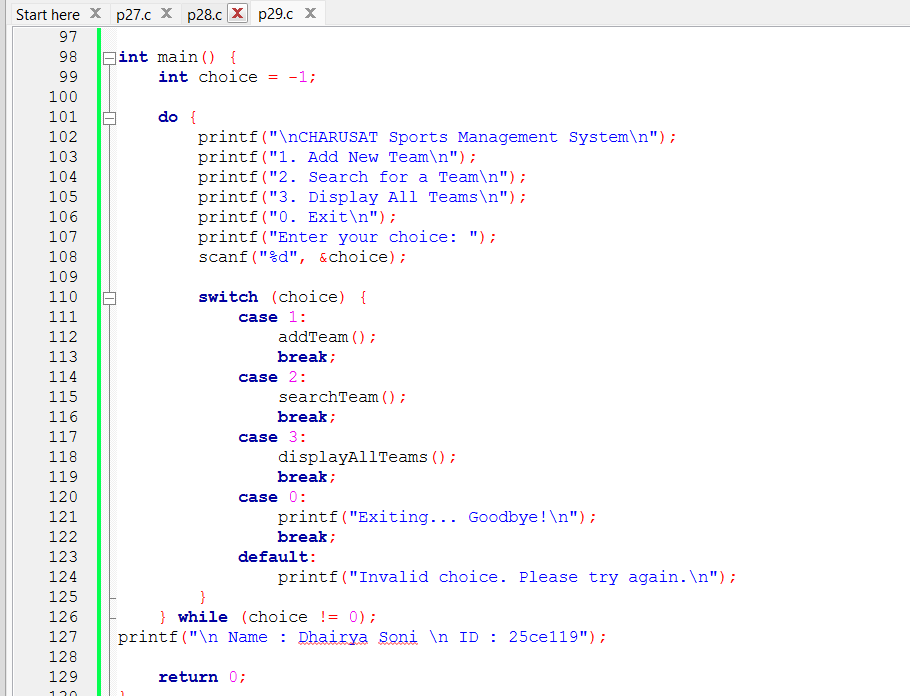 Start here X p27.c X p28.c X p29.c X
97
98 int main() {
99     int choice = -1;
100
101     do {
102         printf("\nCHARUSAT Sports Management System\n");
103         printf("1. Add New Team\n");
104         printf("2. Search for a Team\n");
105         printf("3. Display All Teams\n");
106         printf("0. Exit\n");
107         printf("Enter your choice: ");
108         scanf("%d", &choice);
109
110         switch (choice) {
111             case 1:
112                 addTeam();
113                 break;
114             case 2:
115                 searchTeam();
116                 break;
117             case 3:
118                 displayAllTeams();
119                 break;
120             case 0:
121                 printf("Exiting... Goodbye!\n");
122                 break;
123             default:
124                 printf("Invalid choice. Please try again.\n");
125         }
126     } while (choice != 0);
127 printf("\n Name : Dhairya Soni \n ID : 25ce119");
128
129     return 0;
130 }